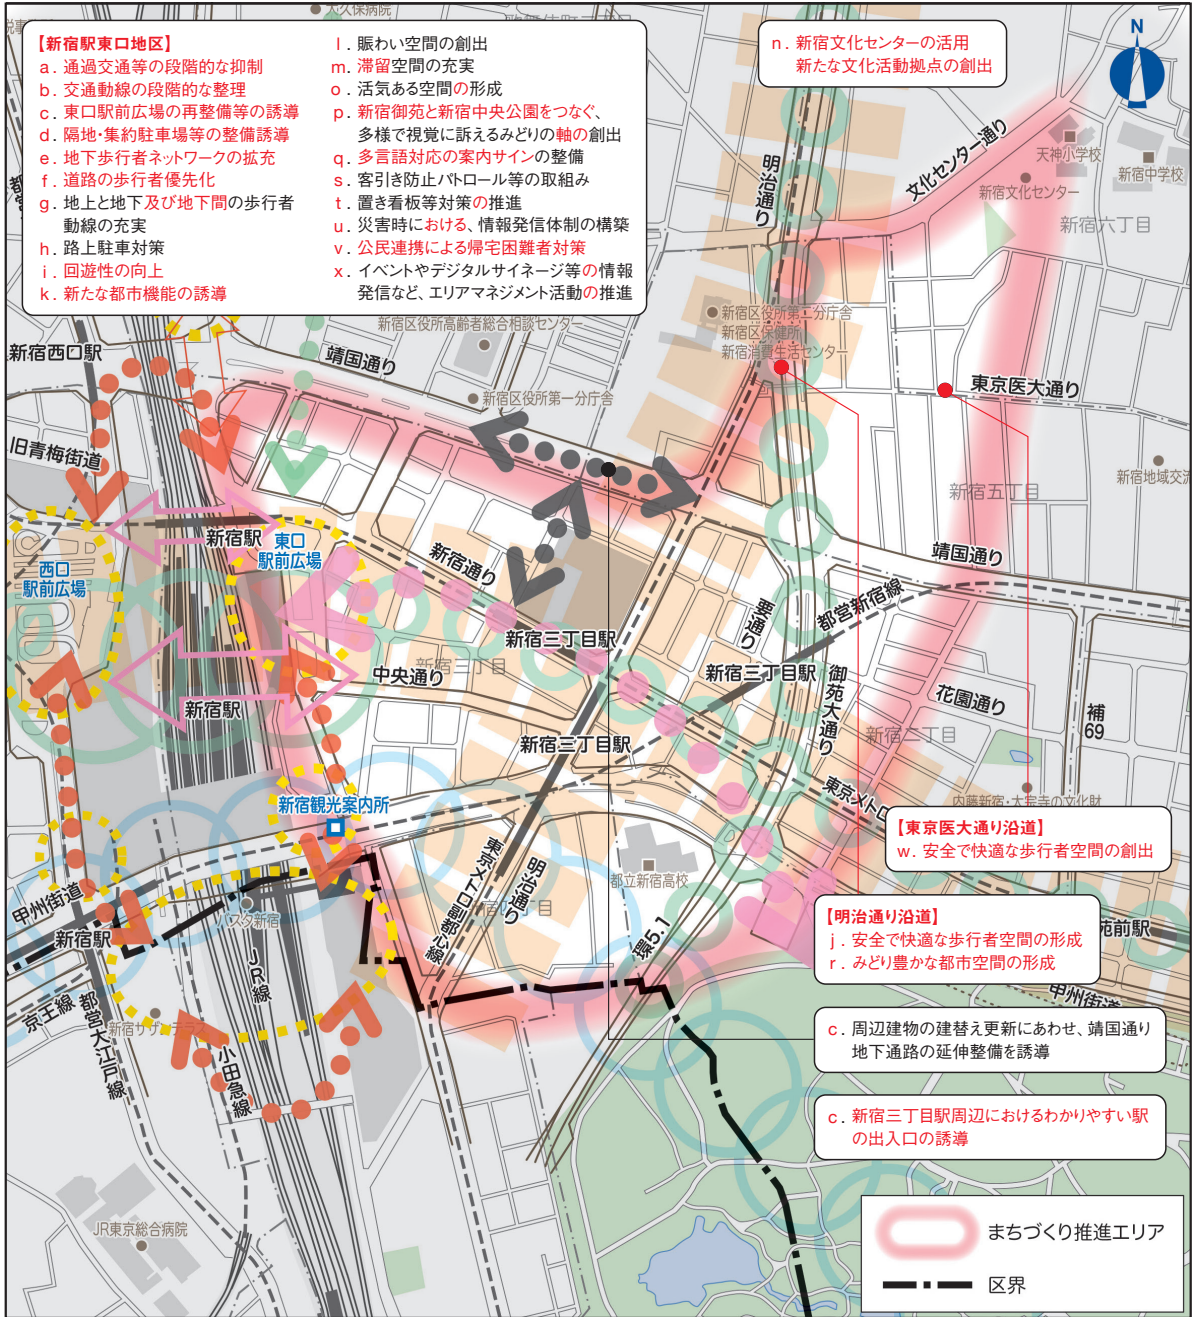 大久保病院
歌舞伎町二丁目
【新宿駅東口地区】
a. 通過交通等の段階的な抑制
b. 交通動線の段階的な整理
c. 東口駅前広場の再整備等の誘導
d. 隔地・集約駐車場等の整備誘導
e. 地下歩行者ネットワークの拡充
f. 道路の歩行者優先化
g. 地上と地下及び地下間の歩行者
動線の充実
h. 路上駐車対策
i. 回遊性の向上
k. 新たな都市機能の誘導
l. 賑わい空間の創出
m. 滞留空間の充実
o. 活気ある空間の形成
p. 新宿御苑と新宿中央公園をつなぐ、
多様で視覚に訴えるみどりの軸の創出
q. 多言語対応の案内サインの整備
s. 客引き防止パトロール等の取組み
t. 置き看板等対策の推進
u. 災害時における、情報発信体制の構築
v. 公民連携による帰宅困難者対策
x. イベントやデジタルサイネージ等の情報
発信など、エリアマネジメント活動の推進
n. 新宿文化センターの活用
新たな文化活動拠点の創出
N
明治通り
文化センター通り
天神小学校
新宿中学校
新宿文化センター
新宿六丁目
新宿区役所第二分庁舎
新宿区保健所
新宿消費生活センター
新宿区役所高齢者総合相談センタ
新宿西口駅
靖国通り
新宿区役所第一分庁舎
東京医大通り
旧青梅街道
新宿地域交流
新宿五丁目
新宿駅
東口
駅前広場
西口
駅前広場
新宿通り
靖国通り
要通り
都営新宿線
新宿三丁目駅
新宿三丁目
新宿三丁目駅
中央通り
御苑大通り
花園通り
補
69
新宿駅
新宿三丁目駅
新宿二丁目
新宿観光案内所
東京メトロ
内藤新宿・太宗寺の文化財
【東京医大通り沿道】
w. 安全で快適な歩行者空間の創出
都立新宿高校
明治通り
東京メトロ副都心線
新宿四丁目
甲州街道
バスタ新宿
新宿駅
【明治通り沿道】
j. 安全で快適な歩行者空間の形成
r. みどり豊かな都市空間の形成
苑前駅
環5.1
JR線
甲州街道
京王線
都営大江戸線
新宿サザンテラス
小田急線
c. 周辺建物の建替え更新にあわせ、靖国通り
地下通路の延伸整備を誘導
c. 新宿三丁目駅周辺におけるわかりやすい駅
の出入口の誘導
JR東京総合病院
まちづくり推進エリア
区界